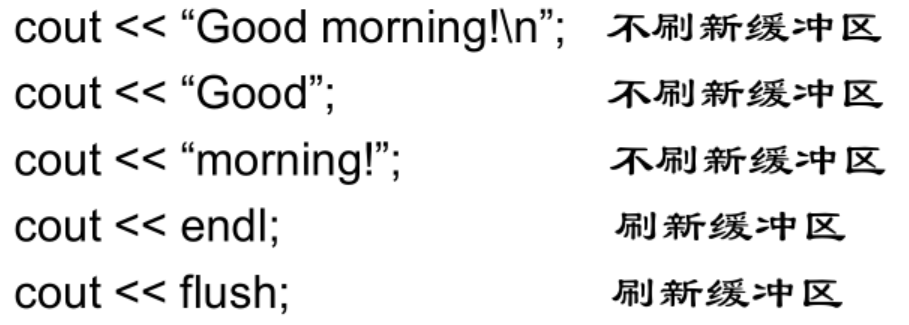 cout << “Good morning!\n”; 不刷新缓冲区
cout << “Good”; 不刷新缓冲区
cout << “morning!”; 不刷新缓冲区
cout << endl; 刷新缓冲区
cout << flush; 刷新缓冲区